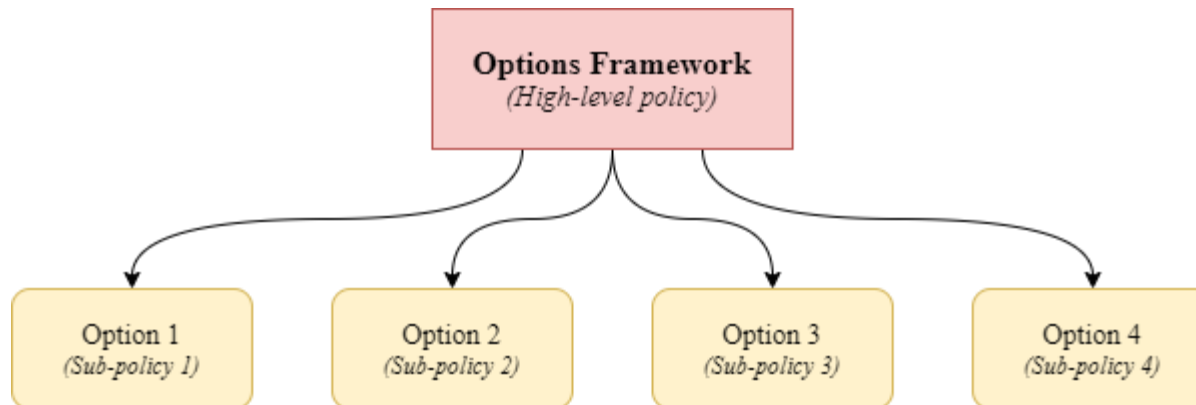 Options Framework
(High-level policy)
Option 1
(Sub-policy 1)
Option 2
(Sub-policy 2)
Option 3
(Sub-policy 3)
Option 4
(Sub-policy 4)